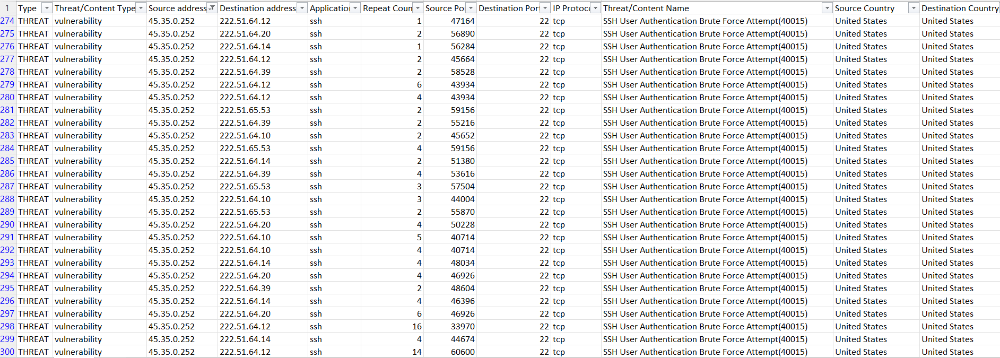 1 Type Threat/Content Type Source address Destination address Application Repeat Coun Source Po Destination Port IP Protoc Threat/Content Name Source Country Destination Country
274 THREAT vulnerability 45.35.0.252 222.51.64.12 ssh 1 47164 22 tcp SSH User Authentication Brute Force Attempt(40015) United States United States
275 THREAT vulnerability 45.35.0.252 222.51.64.20 ssh 2 56890 22 tcp SSH User Authentication Brute Force Attempt(40015) United States United States
276 THREAT vulnerability 45.35.0.252 222.51.64.14 ssh 1 56284 22 tcp SSH User Authentication Brute Force Attempt(40015) United States United States
277 THREAT vulnerability 45.35.0.252 222.51.64.12 ssh 2 45664 22 tcp SSH User Authentication Brute Force Attempt(40015) United States United States
278 THREAT vulnerability 45.35.0.252 222.51.64.39 ssh 2 58528 22 tcp SSH User Authentication Brute Force Attempt(40015) United States United States
279 THREAT vulnerability 45.35.0.252 222.51.64.12 ssh 6 43934 22 tcp SSH User Authentication Brute Force Attempt(40015) United States United States
280 THREAT vulnerability 45.35.0.252 222.51.64.12 ssh 4 43934 22 tcp SSH User Authentication Brute Force Attempt(40015) United States United States
281 THREAT vulnerability 45.35.0.252 222.51.65.53 ssh 2 59156 22 tcp SSH User Authentication Brute Force Attempt(40015) United States United States
282 THREAT vulnerability 45.35.0.252 222.51.64.39 ssh 2 55216 22 tcp SSH User Authentication Brute Force Attempt(40015) United States United States
283 THREAT vulnerability 45.35.0.252 222.51.64.10 ssh 2 45652 22 tcp SSH User Authentication Brute Force Attempt(40015) United States United States
284 THREAT vulnerability 45.35.0.252 222.51.65.53 ssh 4 59156 22 tcp SSH User Authentication Brute Force Attempt(40015) United States United States
285 THREAT vulnerability 45.35.0.252 222.51.64.14 ssh 2 51380 22 tcp SSH User Authentication Brute Force Attempt(40015) United States United States
286 THREAT vulnerability 45.35.0.252 222.51.64.39 ssh 4 53616 22 tcp SSH User Authentication Brute Force Attempt(40015) United States United States
287 THREAT vulnerability 45.35.0.252 222.51.65.53 ssh 3 57504 22 tcp SSH User Authentication Brute Force Attempt(40015) United States United States
288 THREAT vulnerability 45.35.0.252 222.51.64.10 ssh 3 44004 22 tcp SSH User Authentication Brute Force Attempt(40015) United States United States
289 THREAT vulnerability 45.35.0.252 222.51.65.53 ssh 2 55870 22 tcp SSH User Authentication Brute Force Attempt(40015) United States United States
290 THREAT vulnerability 45.35.0.252 222.51.64.20 ssh 4 50228 22 tcp SSH User Authentication Brute Force Attempt(40015) United States United States
291 THREAT vulnerability 45.35.0.252 222.51.64.10 ssh 5 40714 22 tcp SSH User Authentication Brute Force Attempt(40015) United States United States
292 THREAT vulnerability 45.35.0.252 222.51.64.10 ssh 4 40714 22 tcp SSH User Authentication Brute Force Attempt(40015) United States United States
293 THREAT vulnerability 45.35.0.252 222.51.64.14 ssh 4 48034 22 tcp SSH User Authentication Brute Force Attempt(40015) United States United States
294 THREAT vulnerability 45.35.0.252 222.51.64.20 ssh 4 46926 22 tcp SSH User Authentication Brute Force Attempt(40015) United States United States
295 THREAT vulnerability 45.35.0.252 222.51.64.39 ssh 2 48604 22 tcp SSH User Authentication Brute Force Attempt(40015) United States United States
296 THREAT vulnerability 45.35.0.252 222.51.64.14 ssh 4 46396 22 tcp SSH User Authentication Brute Force Attempt(40015) United States United States
297 THREAT vulnerability 45.35.0.252 222.51.64.20 ssh 6 46926 22 tcp SSH User Authentication Brute Force Attempt(40015) United States United States
298 THREAT vulnerability 45.35.0.252 222.51.64.12 ssh 16 33970 22 tcp SSH User Authentication Brute Force Attempt(40015) United States United States
299 THREAT vulnerability 45.35.0.252 222.51.64.14 ssh 4 44674 22 tcp SSH User Authentication Brute Force Attempt(40015) United States United States
300 THREAT vulnerability 45.35.0.252 222.51.64.12 ssh 14 60600 22 tcp SSH User Authentication Brute Force Attempt(40015) United States United States